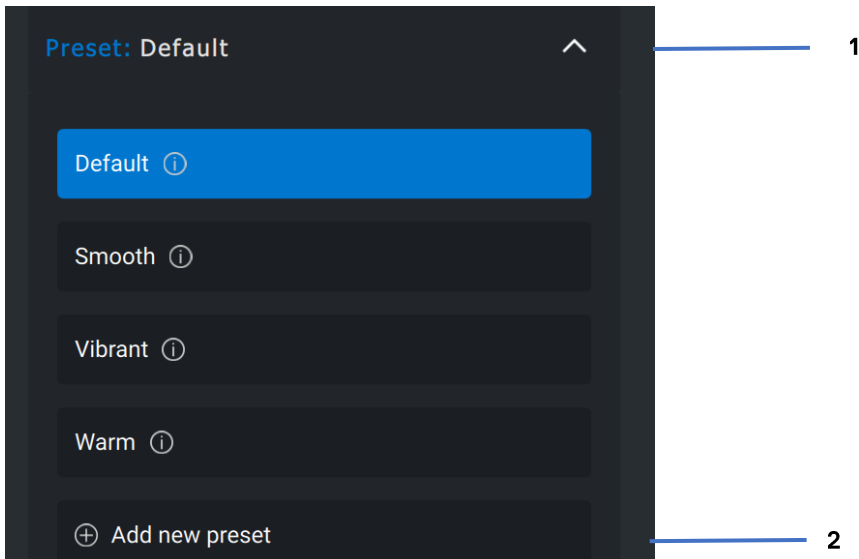 Preset: Default
1
Default
Smooth
Vibrant
Warm
Add new preset
2